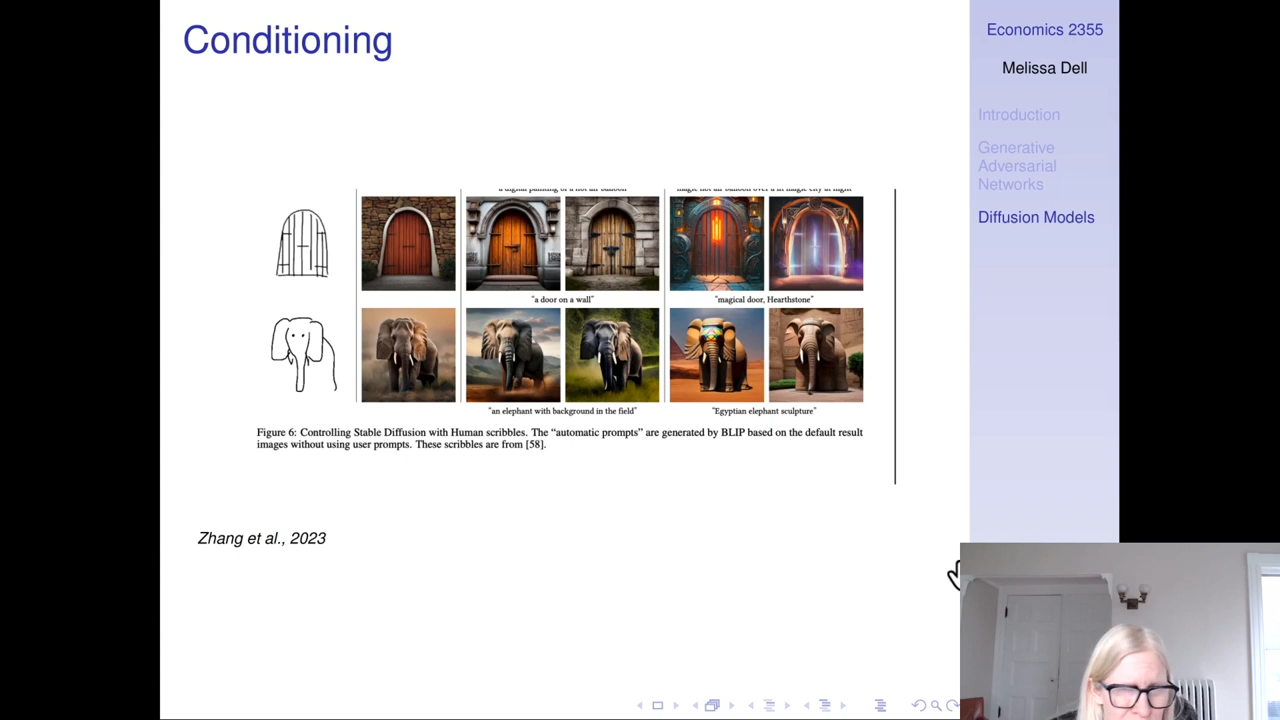 Conditioning
Economics 2355
Melissa Dell
Introduction
Generative
Adversarial
Networks
Diffusion Models
"a door on a wall"
"magical door, Hearthstone"
"an elephant with background in the field"
"Egyptian elephant sculpture"
Figure 6: Controlling Stable Diffusion with Human scribbles. The “automatic prompts” are generated by BLIP based on the default result
images without using user prompts. These scribbles are from [58].
Zhang et al., 2023